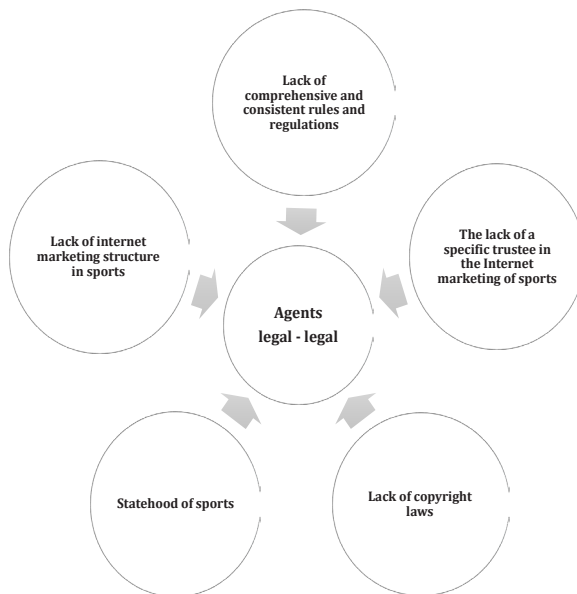 Lack of
comprehensive and
consistent rules and
regulations
Lack of internet
marketing structure
in sports
The lack of a
specific trustee in
the Internet
marketing of sports
Agents
legal - legal
Statehood of sports
Lack of copyright
laws